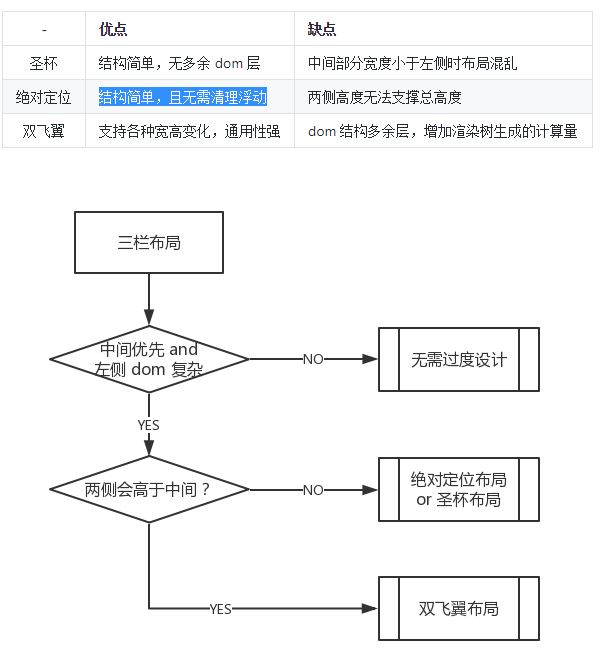 - 优点 缺点
圣杯 结构简单，无多余 dom 层 中间部分宽度小于左侧时布局混乱
绝对定位 结构简单，且无需清理浮动 两侧高度无法支撑总高度
双飞翼 支持各种宽高变化，通用性强 dom 结构多余层，增加渲染树生成的计算量
三栏布局
中间优先 and
左侧 dom 复杂
NO
无需过度设计
YES
两侧会高于中间？
NO
绝对定位布局
or 圣杯布局
YES
双飞翼布局